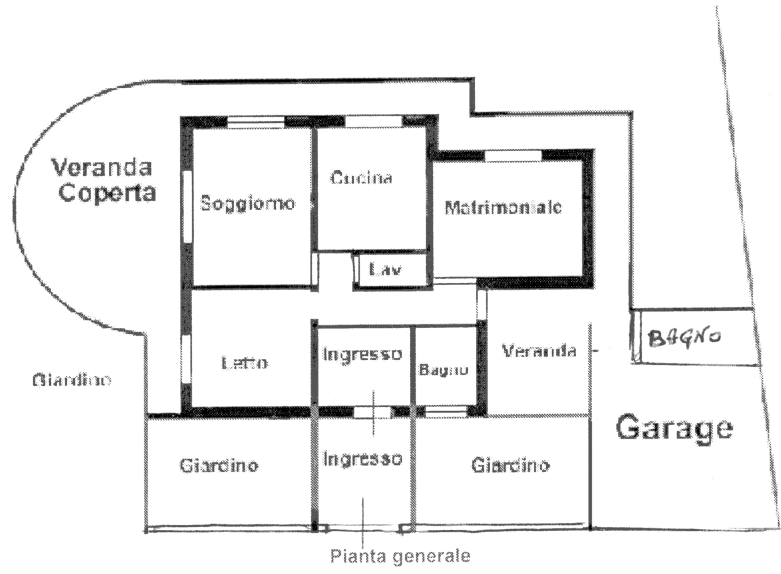 Veranda
Coperta
Soggiorno
Cucina
Matrimoniale
Lav
BAGNO
Giardino
Letto
Ingresso
Bagno
Veranda
Garage
Giardino
Ingresso
Giardino
Pianta generale